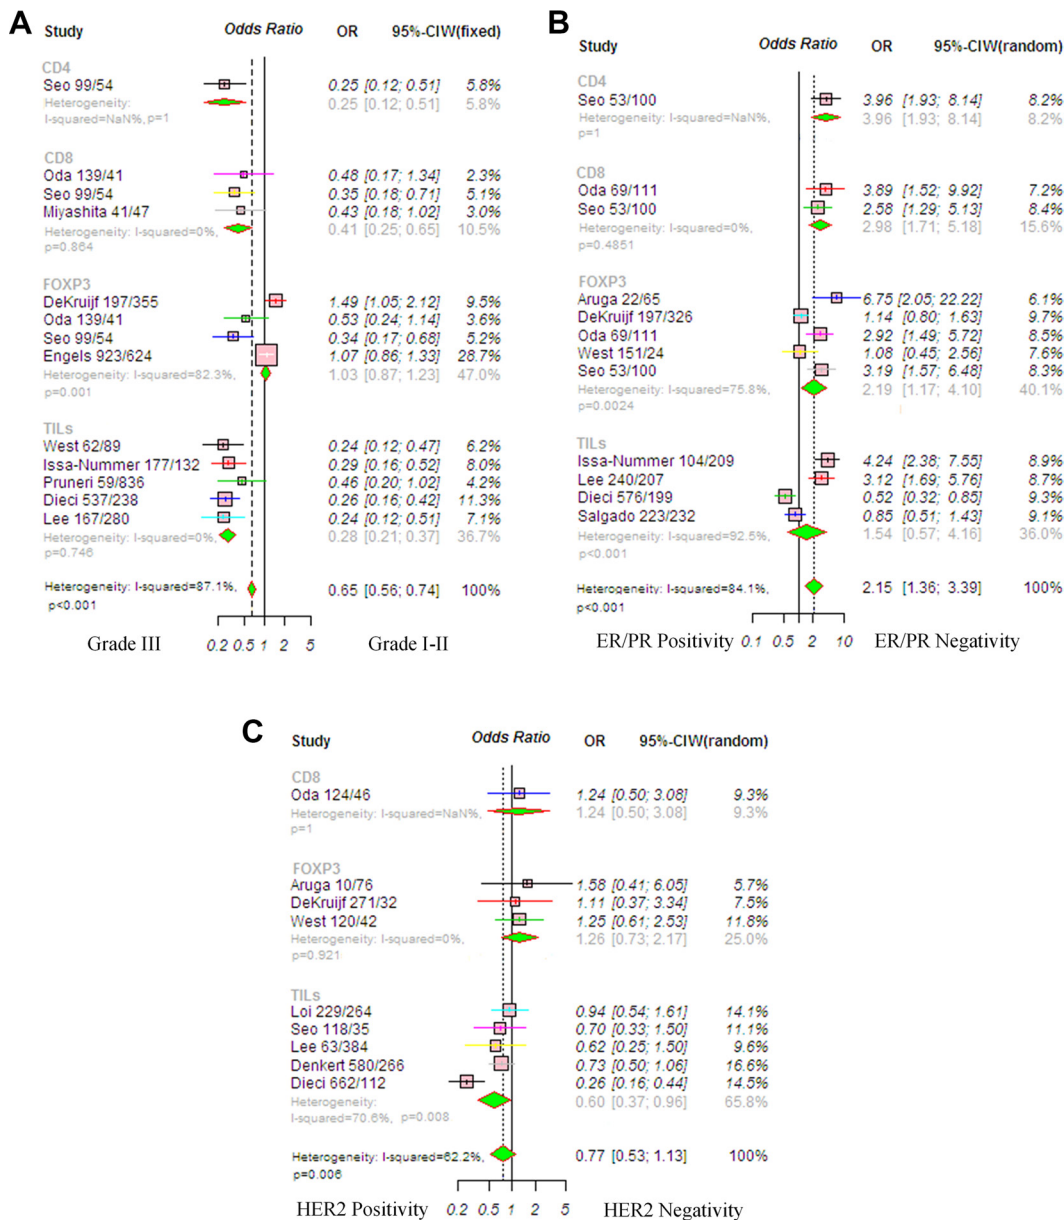 A
Study Odds Ratio OR 95%-CIW(fixed)
CD4
Seo 99/54 0.25 [0.12; 0.51] 5.8%
Heterogeneity: 0.25 [0.12; 0.51] 5.8%
I-squared=NaN%, p=1
CD8
Oda 139/41 0.48 [0.17; 1.34] 2.3%
Seo 99/54 0.35 [0.18; 0.71] 5.1%
Miyashita 41/47 0.43 [0.18; 1.02] 3.0%
Heterogeneity: I-squared=0%, 0.41 [0.25; 0.65] 10.5%
p=0.864
FOXP3
DeKruijf 197/355 1.49 [1.05; 2.12] 9.5%
Oda 139/41 0.53 [0.24; 1.14] 3.6%
Seo 99/54 0.34 [0.17; 0.68] 5.2%
Engels 923/624 1.07 [0.86; 1.33] 28.7%
Heterogeneity: I-squared=82.3%, 1.03 [0.87; 1.23] 47.0%
p=0.001
TILs
West 62/89 0.24 [0.12; 0.47] 6.2%
Issa-Nummer 177/132 0.29 [0.16; 0.52] 8.0%
Pruneri 59/836 0.46 [0.20; 1.02] 4.2%
Dieci 537/238 0.26 [0.16; 0.42] 11.3%
Lee 167/280 0.24 [0.12; 0.51] 7.1%
Heterogeneity: I-squared=0%, 0.28 [0.21; 0.37] 36.7%
p=0.746
Heterogeneity: I-squared=87.1%, 0.65 [0.56; 0.74] 100%
p<0.001
Grade III 0.2 0.5 1 2 5 Grade I-II
B
Study Odds Ratio OR 95%-CIW(random)
CD4
Seo 53/100 3.96 [1.93; 8.14] 8.2%
Heterogeneity: I-squared=NaN%, 3.96 [1.93; 8.14] 8.2%
p=1
CD8
Oda 69/111 3.89 [1.52; 9.92] 7.2%
Seo 53/100 2.58 [1.29; 5.13] 8.4%
Heterogeneity: I-squared=0%, 2.98 [1.71; 5.18] 15.6%
p=0.4851
FOXP3
Aruga 22/65 6.75 [2.05; 22.22] 6.1%
DeKruijf 197/326 1.14 [0.80; 1.63] 9.7%
Oda 69/111 2.92 [1.49; 5.72] 8.5%
West 151/24 1.08 [0.45; 2.56] 7.6%
Seo 53/100 3.19 [1.57; 6.48] 8.3%
Heterogeneity: I-squared=75.8%, 2.19 [1.17; 4.10] 40.1%
p=0.0024
TILs
Issa-Nummer 104/209 4.24 [2.38; 7.55] 8.9%
Lee 240/207 3.12 [1.69; 5.76] 8.7%
Dieci 576/199 0.52 [0.32; 0.85] 9.3%
Salgado 223/232 0.85 [0.51; 1.43] 9.1%
Heterogeneity: I-squared=92.5%, 1.54 [0.57; 4.16] 36.0%
p<0.001
Heterogeneity: I-squared=84.1%, 2.15 [1.36; 3.39] 100%
p<0.001
ER/PR Positivity 0.1 0.5 2 10 ER/PR Negativity
C
Study Odds Ratio OR 95%-CIW(random)
CD8
Oda 124/46 1.24 [0.50; 3.08] 9.3%
Heterogeneity: I-squared=NaN%, 1.24 [0.50; 3.08] 9.3%
p=1
FOXP3
Aruga 10/76 1.58 [0.41; 6.05] 5.7%
DeKruijf 271/32 1.11 [0.37; 3.34] 7.5%
West 120/42 1.25 [0.61; 2.53] 11.8%
Heterogeneity: I-squared=0%, 1.26 [0.73; 2.17] 25.0%
p=0.921
TILs
Loi 229/264 0.94 [0.54; 1.61] 14.1%
Seo 118/35 0.70 [0.33; 1.50] 11.1%
Lee 63/384 0.62 [0.25; 1.50] 9.6%
Denkert 580/266 0.73 [0.50; 1.06] 16.6%
Dieci 662/112 0.26 [0.16; 0.44] 14.5%
Heterogeneity: 0.60 [0.37; 0.96] 65.8%
I-squared=70.6%, p=0.008
Heterogeneity: I-squared=62.2%, 0.77 [0.53; 1.13] 100%
p=0.006
HER2 Positivity 0.2 0.5 1 2 5 HER2 Negativity